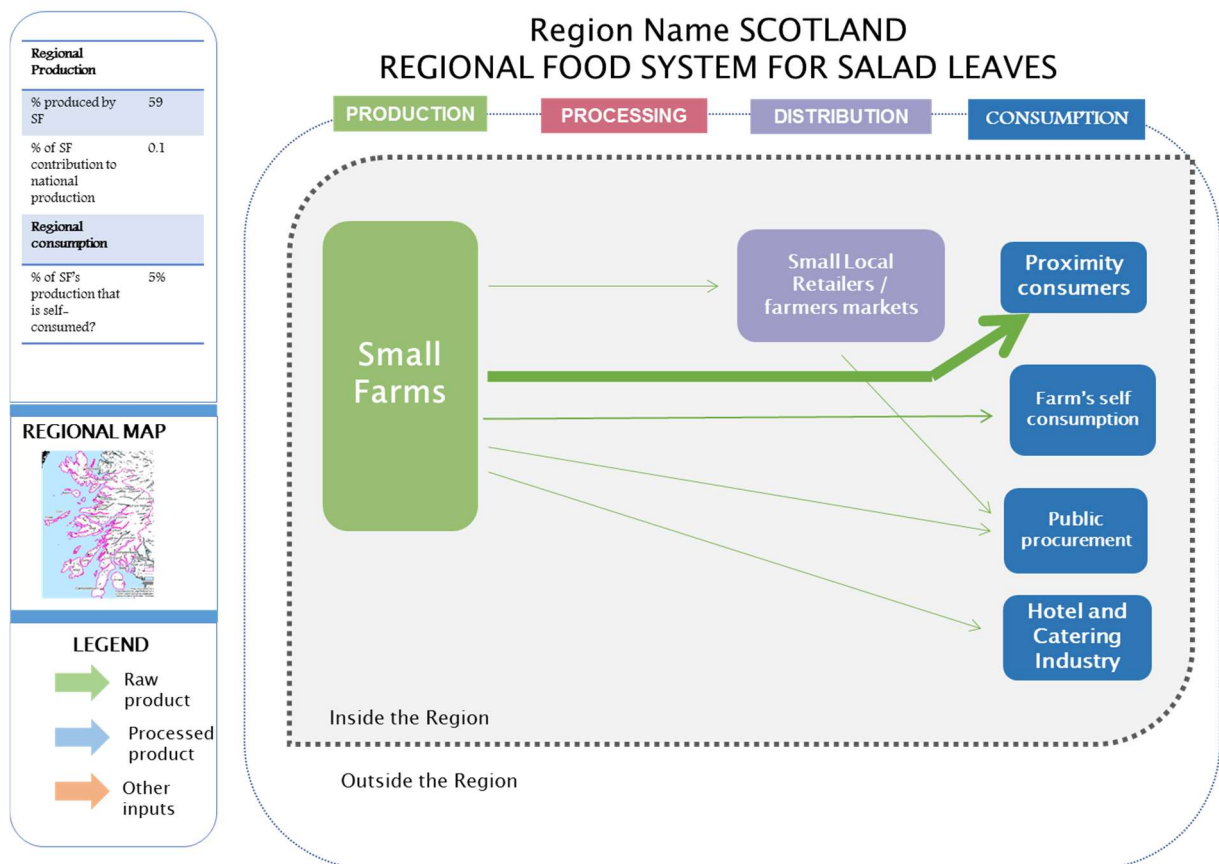 Region Name SCOTLAND
REGIONAL FOOD SYSTEM FOR SALAD LEAVES
Regional
Production
% produced by
SF
59
% of SF
contribution to
national
production
0.1
Regional
consumption
% of SF's
production that
is self-
consumed?
5%
REGIONAL MAP
LEGEND
Raw
product
Processed
product
Other
inputs
PRODUCTION
PROCESSING
DISTRIBUTION
CONSUMPTION
Small
Farms
Small Local
Retailers /
farmers markets
Proximity
consumers
Farm's self
consumption
Public
procurement
Hotel and
Catering
Industry
Inside the Region
Outside the Region